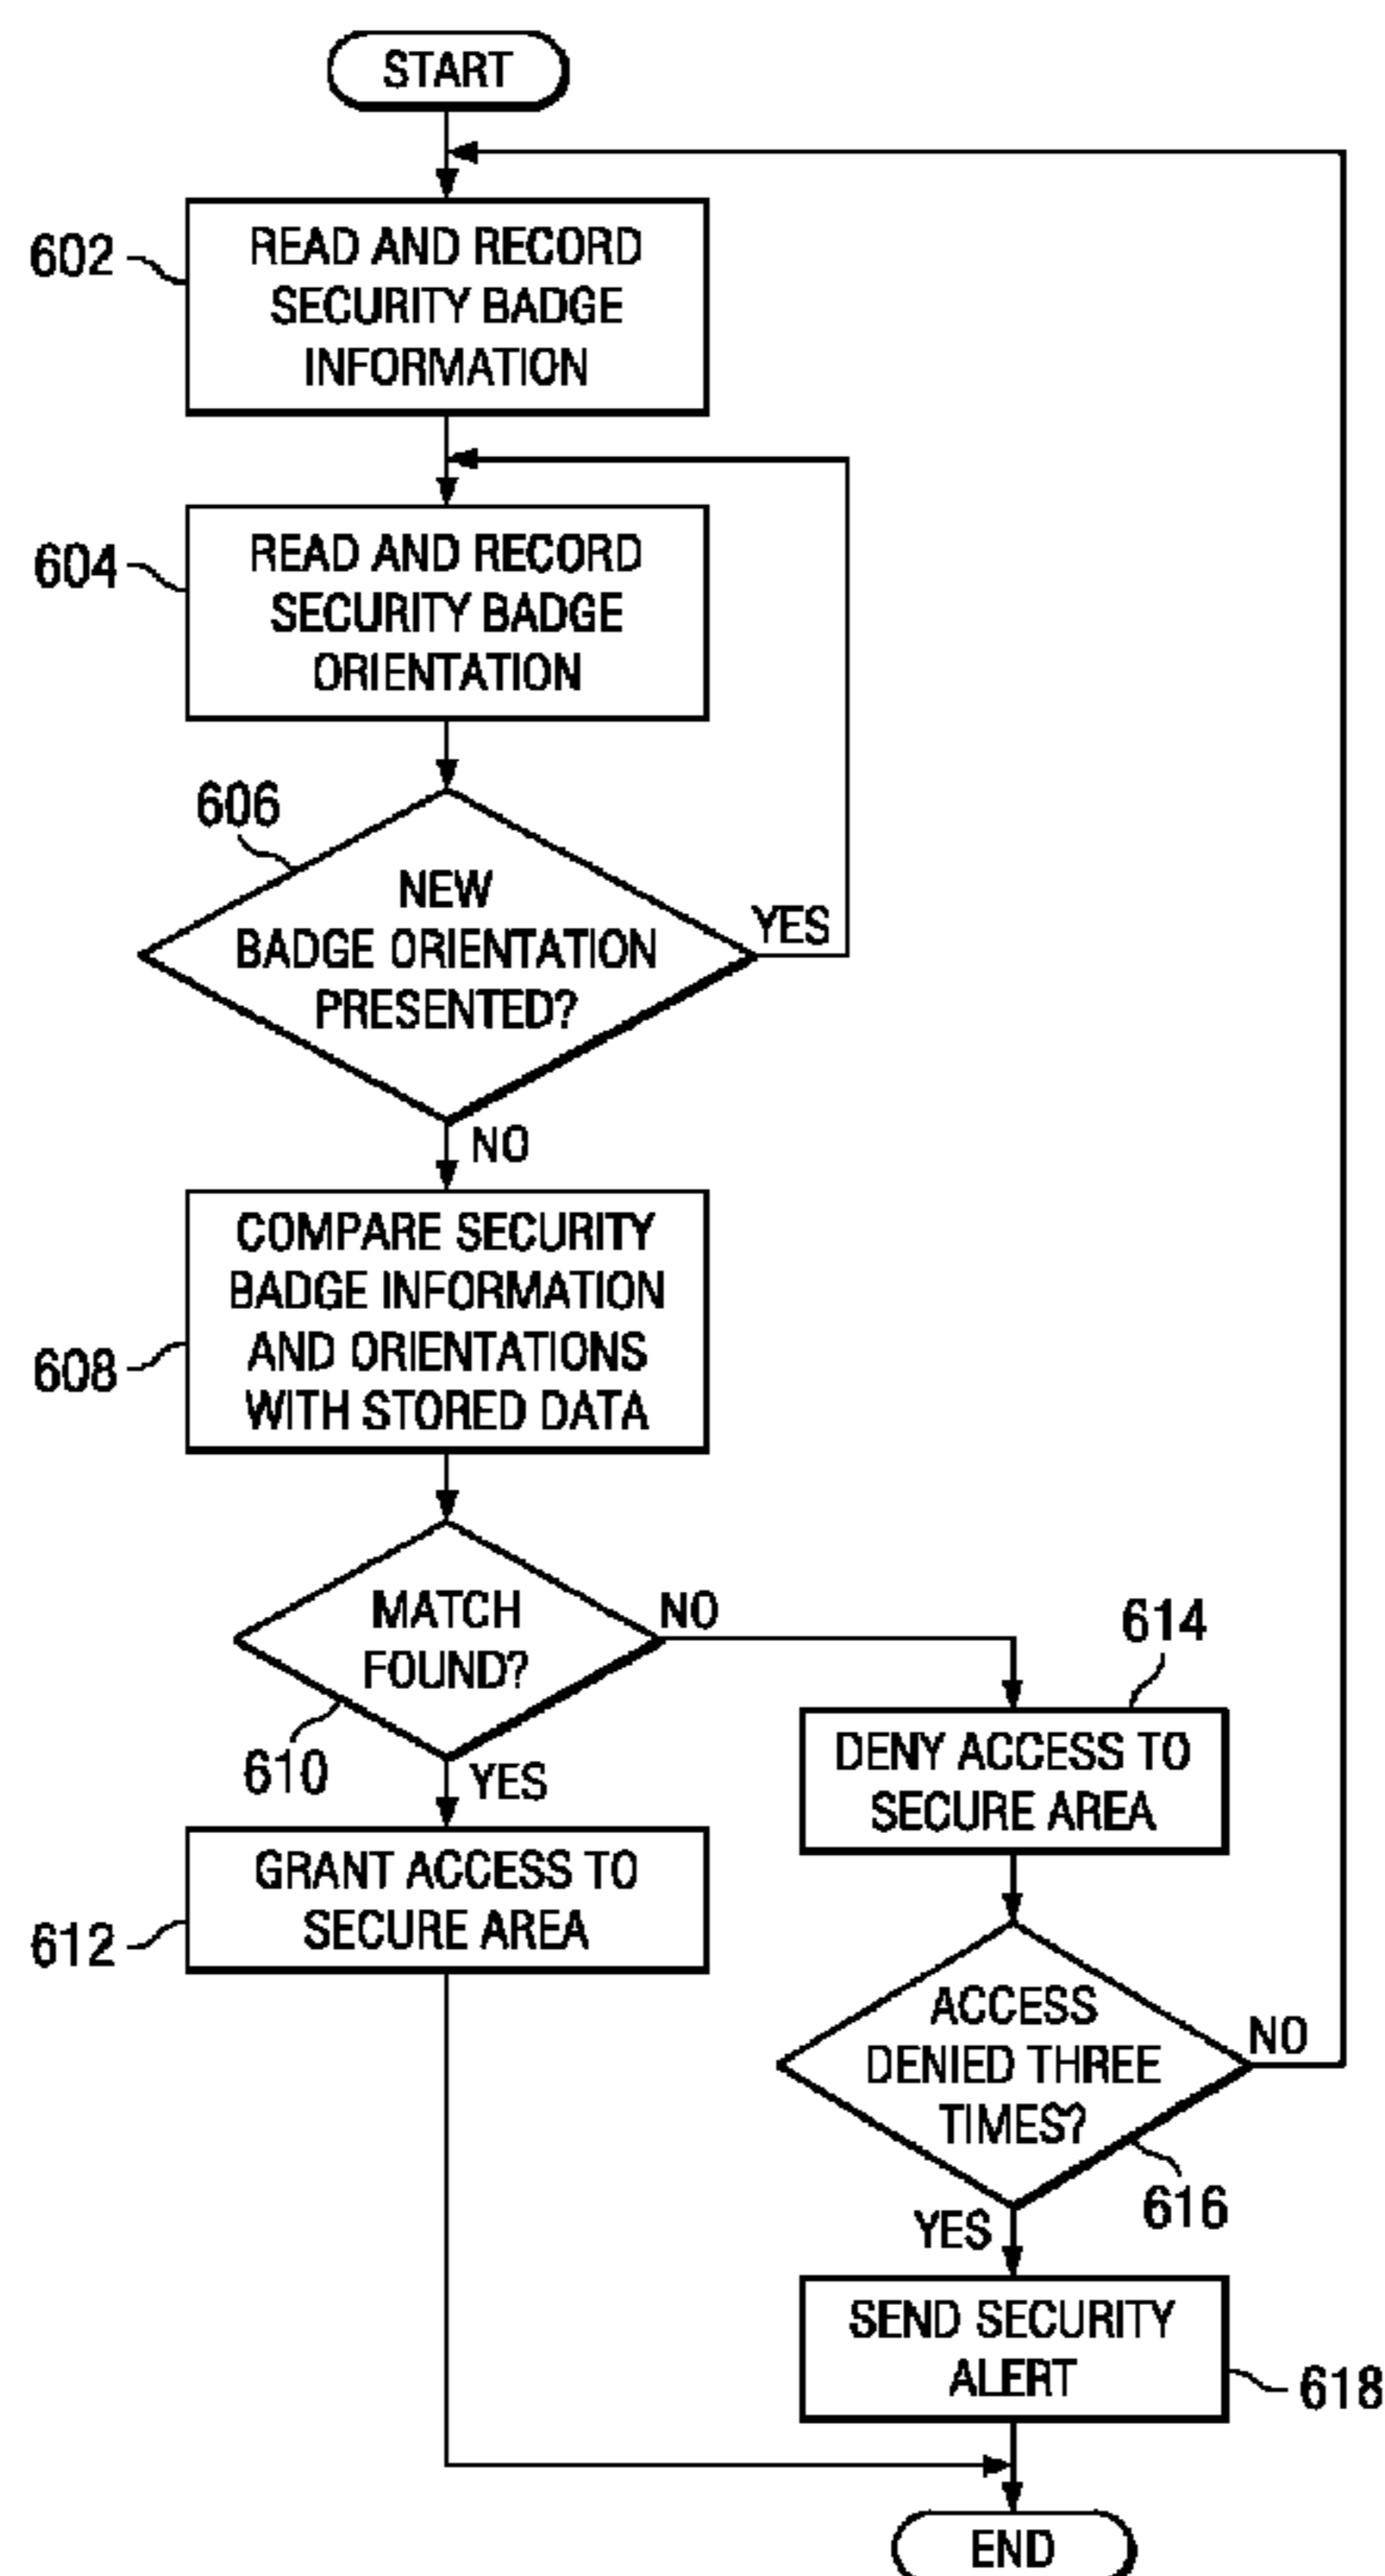 START
602
READ AND RECORD
SECURITY BADGE
INFORMATION
604
READ AND RECORD
SECURITY BADGE
ORIENTATION
606
NEW
BADGE ORIENTATION
PRESENTED?
YES
NO
608
COMPARE SECURITY
BADGE INFORMATION
AND ORIENTATIONS
WITH STORED DATA
MATCH
FOUND?
NO
610
YES
614
DENY ACCESS TO
SECURE AREA
612
GRANT ACCESS TO
SECURE AREA
ACCESS
DENIED THREE
TIMES?
NO
616
YES
SEND SECURITY
ALERT
618
END